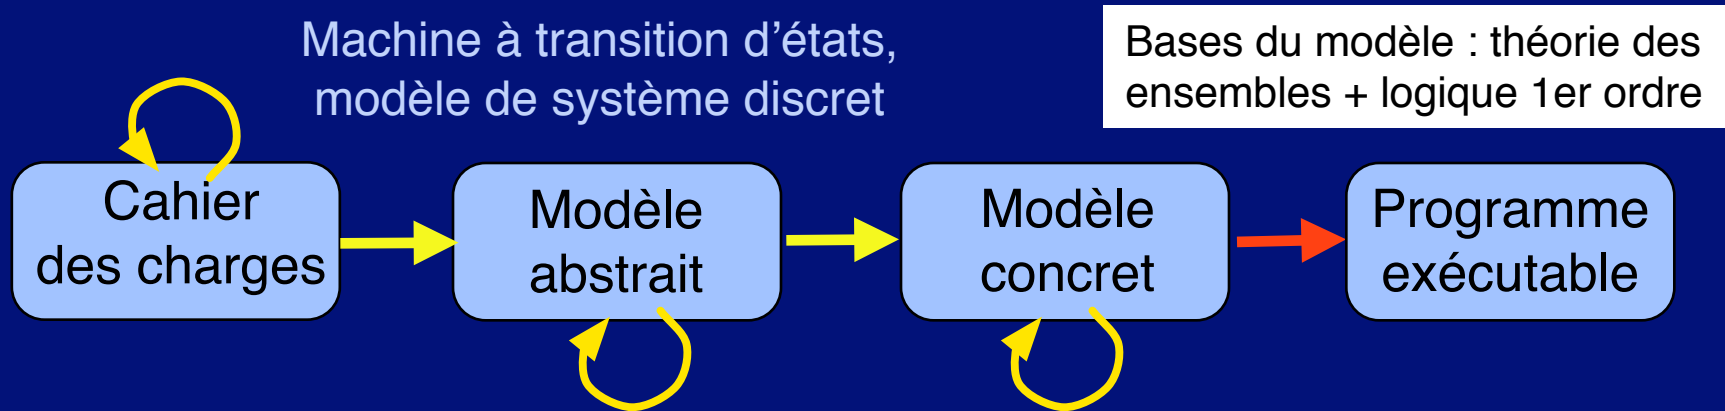 Machine à transition d’états,
modèle de système discret
Bases du modèle : théorie des
ensembles + logique 1er ordre
Cahier
des charges
Modèle
abstrait
Modèle
concret
Programme
exécutable